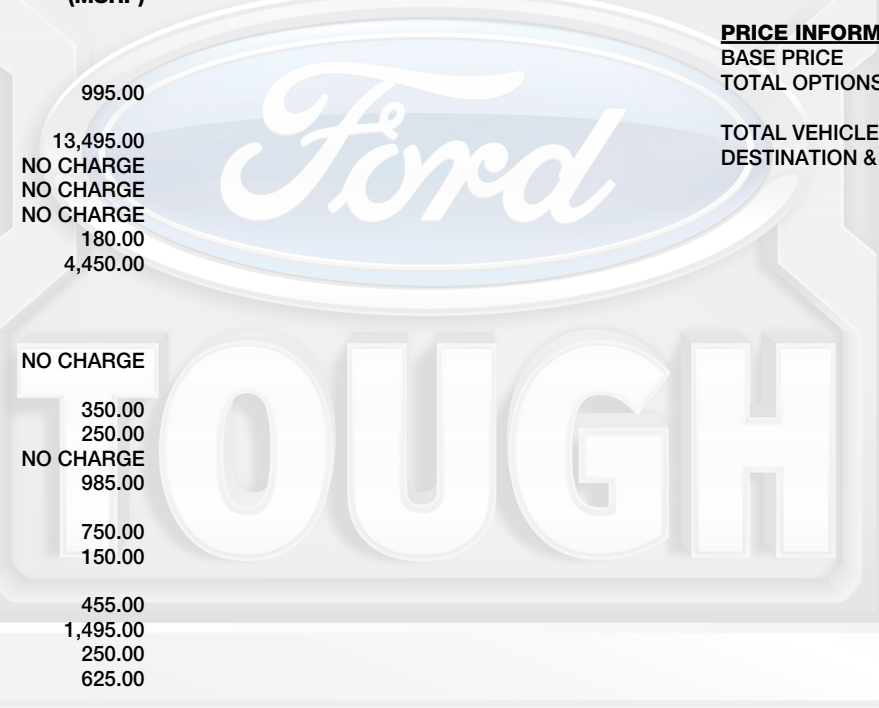 (MSRP)
995.00
13,495.00
NO CHARGE
NO CHARGE
NO CHARGE
180.00
4,450.00
NO CHARGE
350.00
250.00
NO CHARGE
985.00
750.00
150.00
455.00
1,495.00
250.00
625.00
PRICE INFORM
BASE PRICE
TOTAL OPTIONS
TOTAL VEHICLE
DESTINATION &
Ford
TOUGH